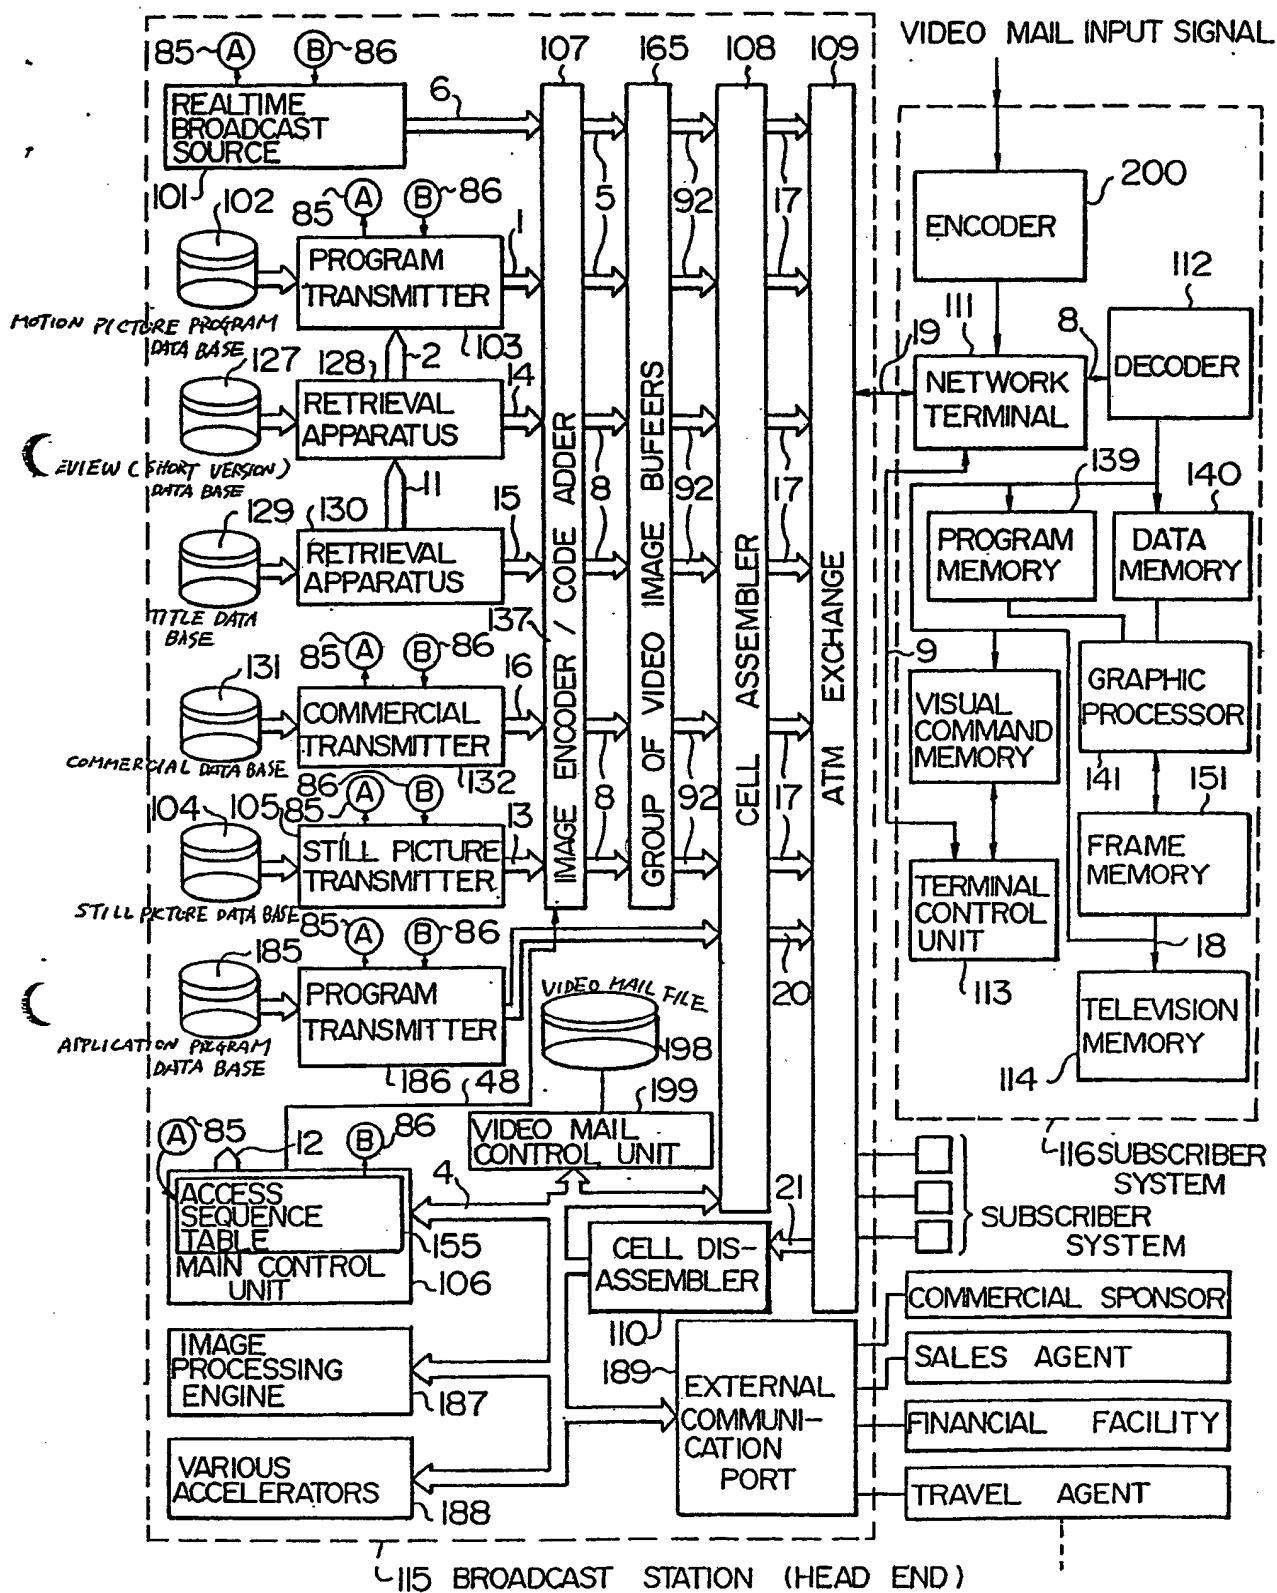 VIDEO MAIL INPUT SIGNAL
107 165 108 109
85 A B 86
REALTIME
BROADCAST
SOURCE
6
101
5 92 17
102
85 A B 86
PROGRAM
TRANSMITTER
1
103
MOTION PICTURE PROGRAM
DATA BASE
2
127
128
RETRIEVAL
APPARATUS
14
EVIEW (SHORT VERSION)
DATA BASE
11
8 92 17
129
130
RETRIEVAL
APPARATUS
15
TITLE DATA
BASE
137
131
85 A B 86
COMMERCIAL
TRANSMITTER
16
132
COMMERCIAL DATA BASE
86
85 A B
104 105
STILL PICTURE
TRANSMITTER
13
8 92 17
STILL PICTURE DATA BASE
85 A B 86
185
PROGRAM
TRANSMITTER
186
APPLICATION PROGRAM
DATA BASE
48
20
IMAGE ENCODER / CODE ADDER
GROUP OF VIDEO IMAGE BUFEERS
CELL ASSEMBLER
ATM EXCHANGE
VIDEO MAIL FILE
198
199
VIDEO MAIL
CONTROL UNIT
A 85
12
B 86
ACCESS
SEQUENCE
TABLE
155
MAIN CONTROL
UNIT
106
4
21
CELL DIS-
ASSEMBLER
110
IMAGE
PROCESSING
ENGINE
187
VARIOUS
ACCELERATORS
188
189
EXTERNAL
COMMUNI-
CATION
PORT
115 BROADCAST STATION (HEAD END)
200
ENCODER
112
111
8
DECODER
19
NETWORK
TERMINAL
139
140
PROGRAM
MEMORY
DATA
MEMORY
9
VISUAL
COMMAND
MEMORY
GRAPHIC
PROCESSOR
141
151
FRAME
MEMORY
TERMINAL
CONTROL
UNIT
113
18
TELEVISION
MEMORY
114
116 SUBSCRIBER
SYSTEM
SUBSCRIBER
SYSTEM
COMMERCIAL SPONSOR
SALES AGENT
FINANCIAL FACILITY
TRAVEL AGENT